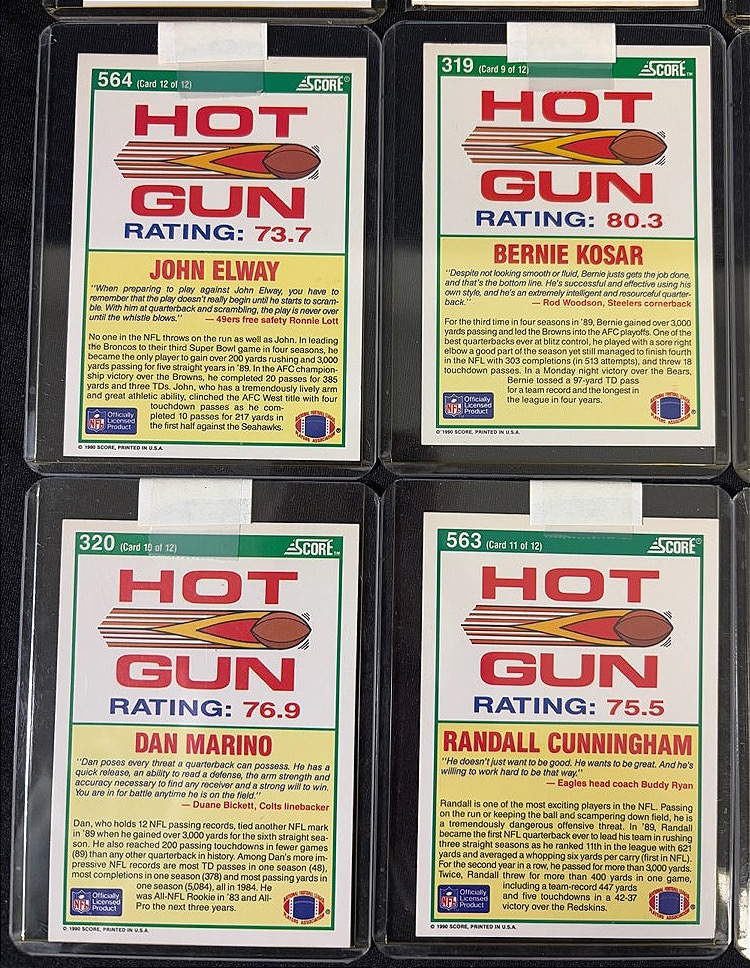 564 (Card 12 of 12) SCORE®
HOT
GUN
RATING: 73.7
JOHN ELWAY
"When preparing to play against John Elway, you have to
remember that the play doesn't really begin until he starts to scram-
ble. With him at quarterback and scrambling, the play is never over
until the whistle blows."
— 49ers free safety Ronnie Lott
No one in the NFL throws on the run as well as John. In leading
the Broncos to their third Super Bowl game in four seasons, he
became the only player to gain over 200 yards rushing and 3,000
yards passing for five straight years in '89. In the AFC champion-
ship victory over the Browns, he completed 20 passes for 385
yards and three TDs. John, who has a tremendously lively arm
and great athletic ability, clinched the AFC West title with four
touchdown passes as he com-
pleted 10 passes for 217 yards in
the first half against the Seahawks.
NFL Officially
Licensed
Product
© 1990 SCORE, PRINTED IN U.S.A.
319 (Card 9 of 12) SCORE™
HOT
GUN
RATING: 80.3
BERNIE KOSAR
"Despite not looking smooth or fluid, Bernie justs gets the job done,
and that's the bottom line. He's successful and effective using his
own style, and he's an extremely intelligent and resourceful quarter-
back."
— Rod Woodson, Steelers cornerback
For the third time in four seasons in '89, Bernie gained over 3,000
yards passing and led the Browns into the AFC playoffs. One of the
best quarterbacks ever at blitz control, he played with a sore right
elbow a good part of the season yet still managed to finish fourth
in the NFL with 303 completions (in 513 attempts), and threw 18
touchdown passes. In a Monday night victory over the Bears,
Bernie tossed a 97-yard TD pass
for a team record and the longest in
the league in four years.
NFL Officially
Licensed
Product
© 1990 SCORE, PRINTED IN U.S.A.
320 (Card 10 of 12) SCORE™
HOT
GUN
RATING: 76.9
DAN MARINO
"Dan poses every threat a quarterback can possess. He has a
quick release, an ability to read a defense, the arm strength and
accuracy necessary to find any receiver and a strong will to win.
You are in for battle anytime he is on the field."
— Duane Bickett, Colts linebacker
Dan, who holds 12 NFL passing records, tied another NFL mark
in '89 when he gained over 3,000 yards for the sixth straight sea-
son. He also reached 200 passing touchdowns in fewer games
(89) than any other quarterback in history. Among Dan's more im-
pressive NFL records are most TD passes in one season (48),
most completions in one season (378) and most passing yards in
one season (5,084), all in 1984. He
was All-NFL Rookie in '83 and All-
Pro the next three years.
NFL Officially
Licensed
Product
© 1990 SCORE, PRINTED IN U.S.A.
563 (Card 11 of 12) SCORE®
HOT
GUN
RATING: 75.5
RANDALL CUNNINGHAM
"He doesn't just want to be good. He wants to be great. And he's
willing to work hard to be that way."
— Eagles head coach Buddy Ryan
Randall is one of the most exciting players in the NFL. Passing
on the run or keeping the ball and scampering down field, he is
a tremendously dangerous offensive threat. In '89, Randall
became the first NFL quarterback ever to lead his team in rushing
three straight seasons as he ranked 11th in the league with 621
yards and averaged a whopping six yards per carry (first in NFL).
For the second year in a row, he passed for more than 3,000 yards.
Twice, Randall threw for more than 400 yards in one game,
including a team-record 447 yards
and five touchdowns in a 42-37
victory over the Redskins.
NFL Officially
Licensed
Product
© 1990 SCORE, PRINTED IN U.S.A.